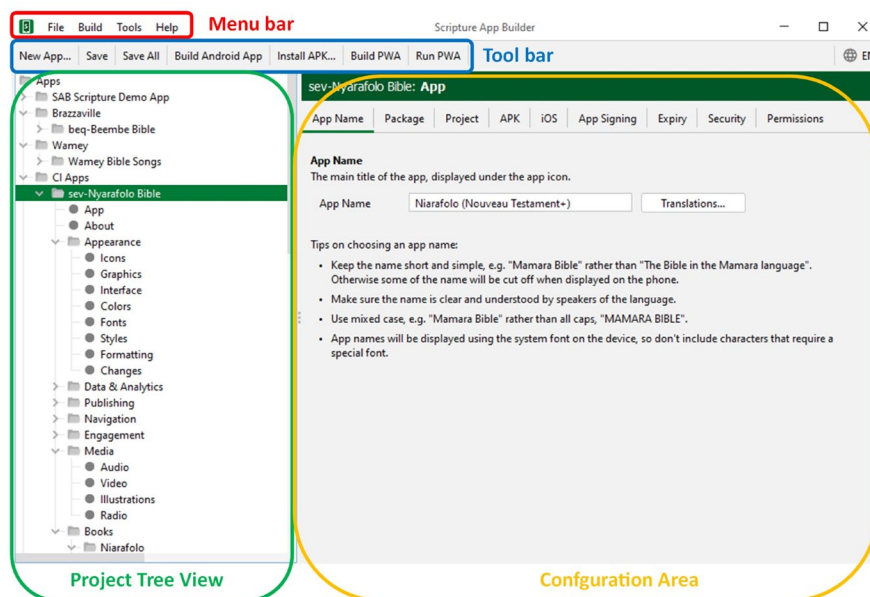 File Build Tools Help Menu bar Scripture App Builder
New App... Save Save All Build Android App Install APK... Build PWA Run PWA Tool bar
Apps
SAB Scripture Demo App
Brazzaville
beq-Beembe Bible
Wamey
Wamey Bible Songs
CI Apps
sev-Nyarafolo Bible
App
About
Appearance
Icons
Graphics
Interface
Colors
Fonts
Styles
Formatting
Changes
Data & Analytics
Publishing
Navigation
Engagement
Media
Audio
Video
Illustrations
Radio
Books
Niarafolo
Project Tree View
sev-Nyarafolo Bible: App
App Name Package Project APK iOS App Signing Expiry Security Permissions
App Name
The main title of the app, displayed under the app icon.
App Name Niarafolo (Nouveau Testament+) Translations...
Tips on choosing an app name:
• Keep the name short and simple, e.g. "Mamara Bible" rather than "The Bible in the Mamara language".
Otherwise some of the name will be cut off when displayed on the phone.
• Make sure the name is clear and understood by speakers of the language.
• Use mixed case, e.g. "Mamara Bible" rather than all caps, "MAMARA BIBLE".
• App names will be displayed using the system font on the device, so don't include characters that require a
special font.
Confguration Area